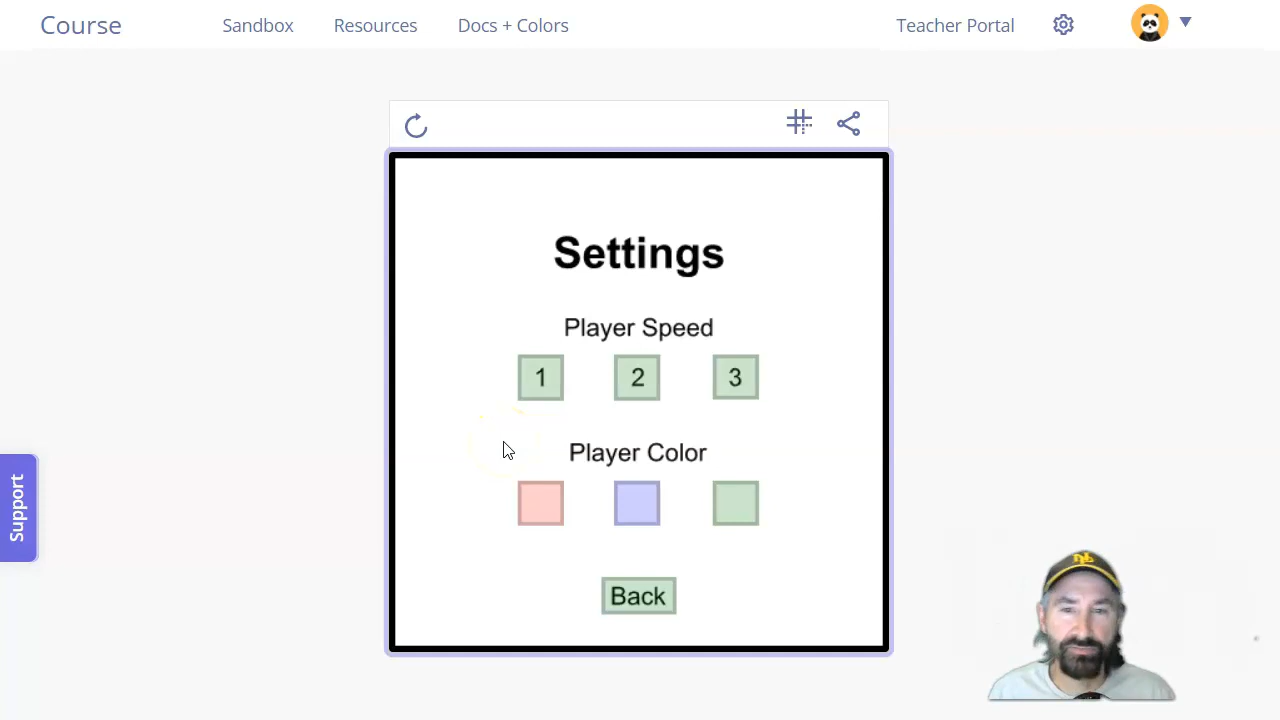 Course Sandbox Resources Docs + Colors Teacher Portal
Settings
Player Speed
1 2 3
Player Color
Back
Support